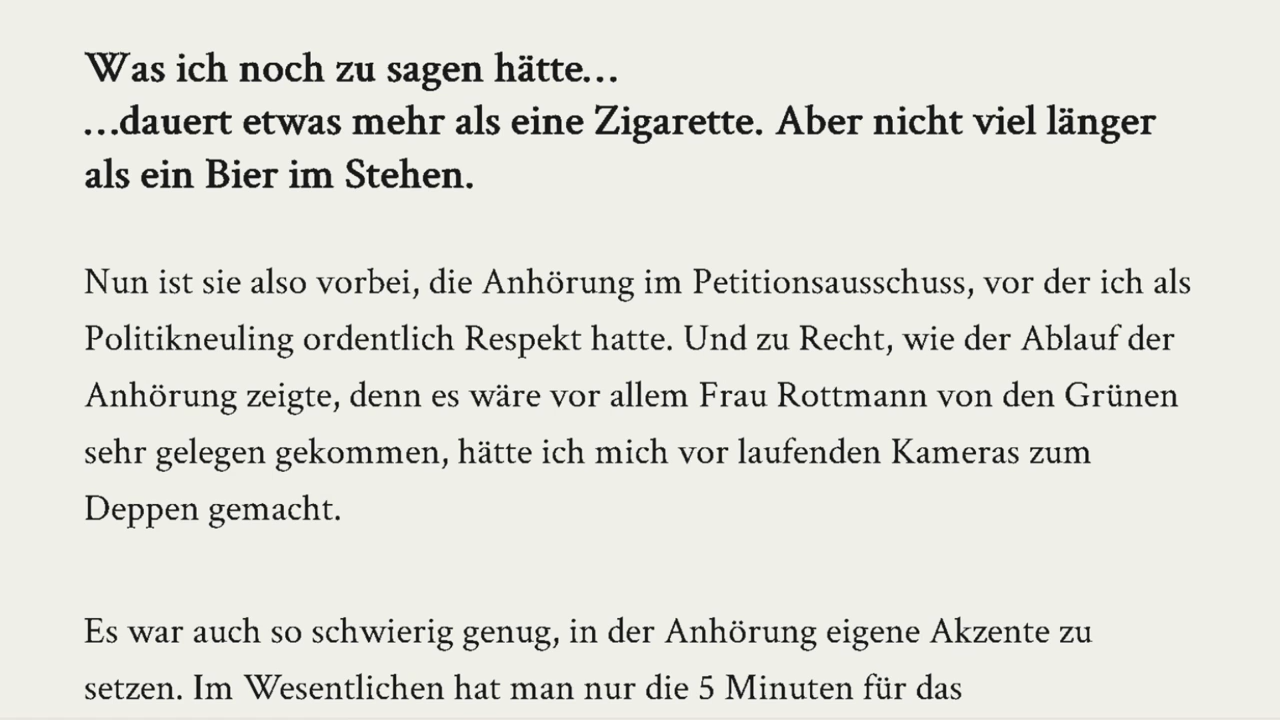 Was ich noch zu sagen hätte…
…dauert etwas mehr als eine Zigarette. Aber nicht viel länger
als ein Bier im Stehen.
Nun ist sie also vorbei, die Anhörung im Petitionsausschuss, vor der ich als
Politikneuling ordentlich Respekt hatte. Und zu Recht, wie der Ablauf der
Anhörung zeigte, denn es wäre vor allem Frau Rottmann von den Grünen
sehr gelegen gekommen, hätte ich mich vor laufenden Kameras zum
Deppen gemacht.
Es war auch so schwierig genug, in der Anhörung eigene Akzente zu
setzen. Im Wesentlichen hat man nur die 5 Minuten für das